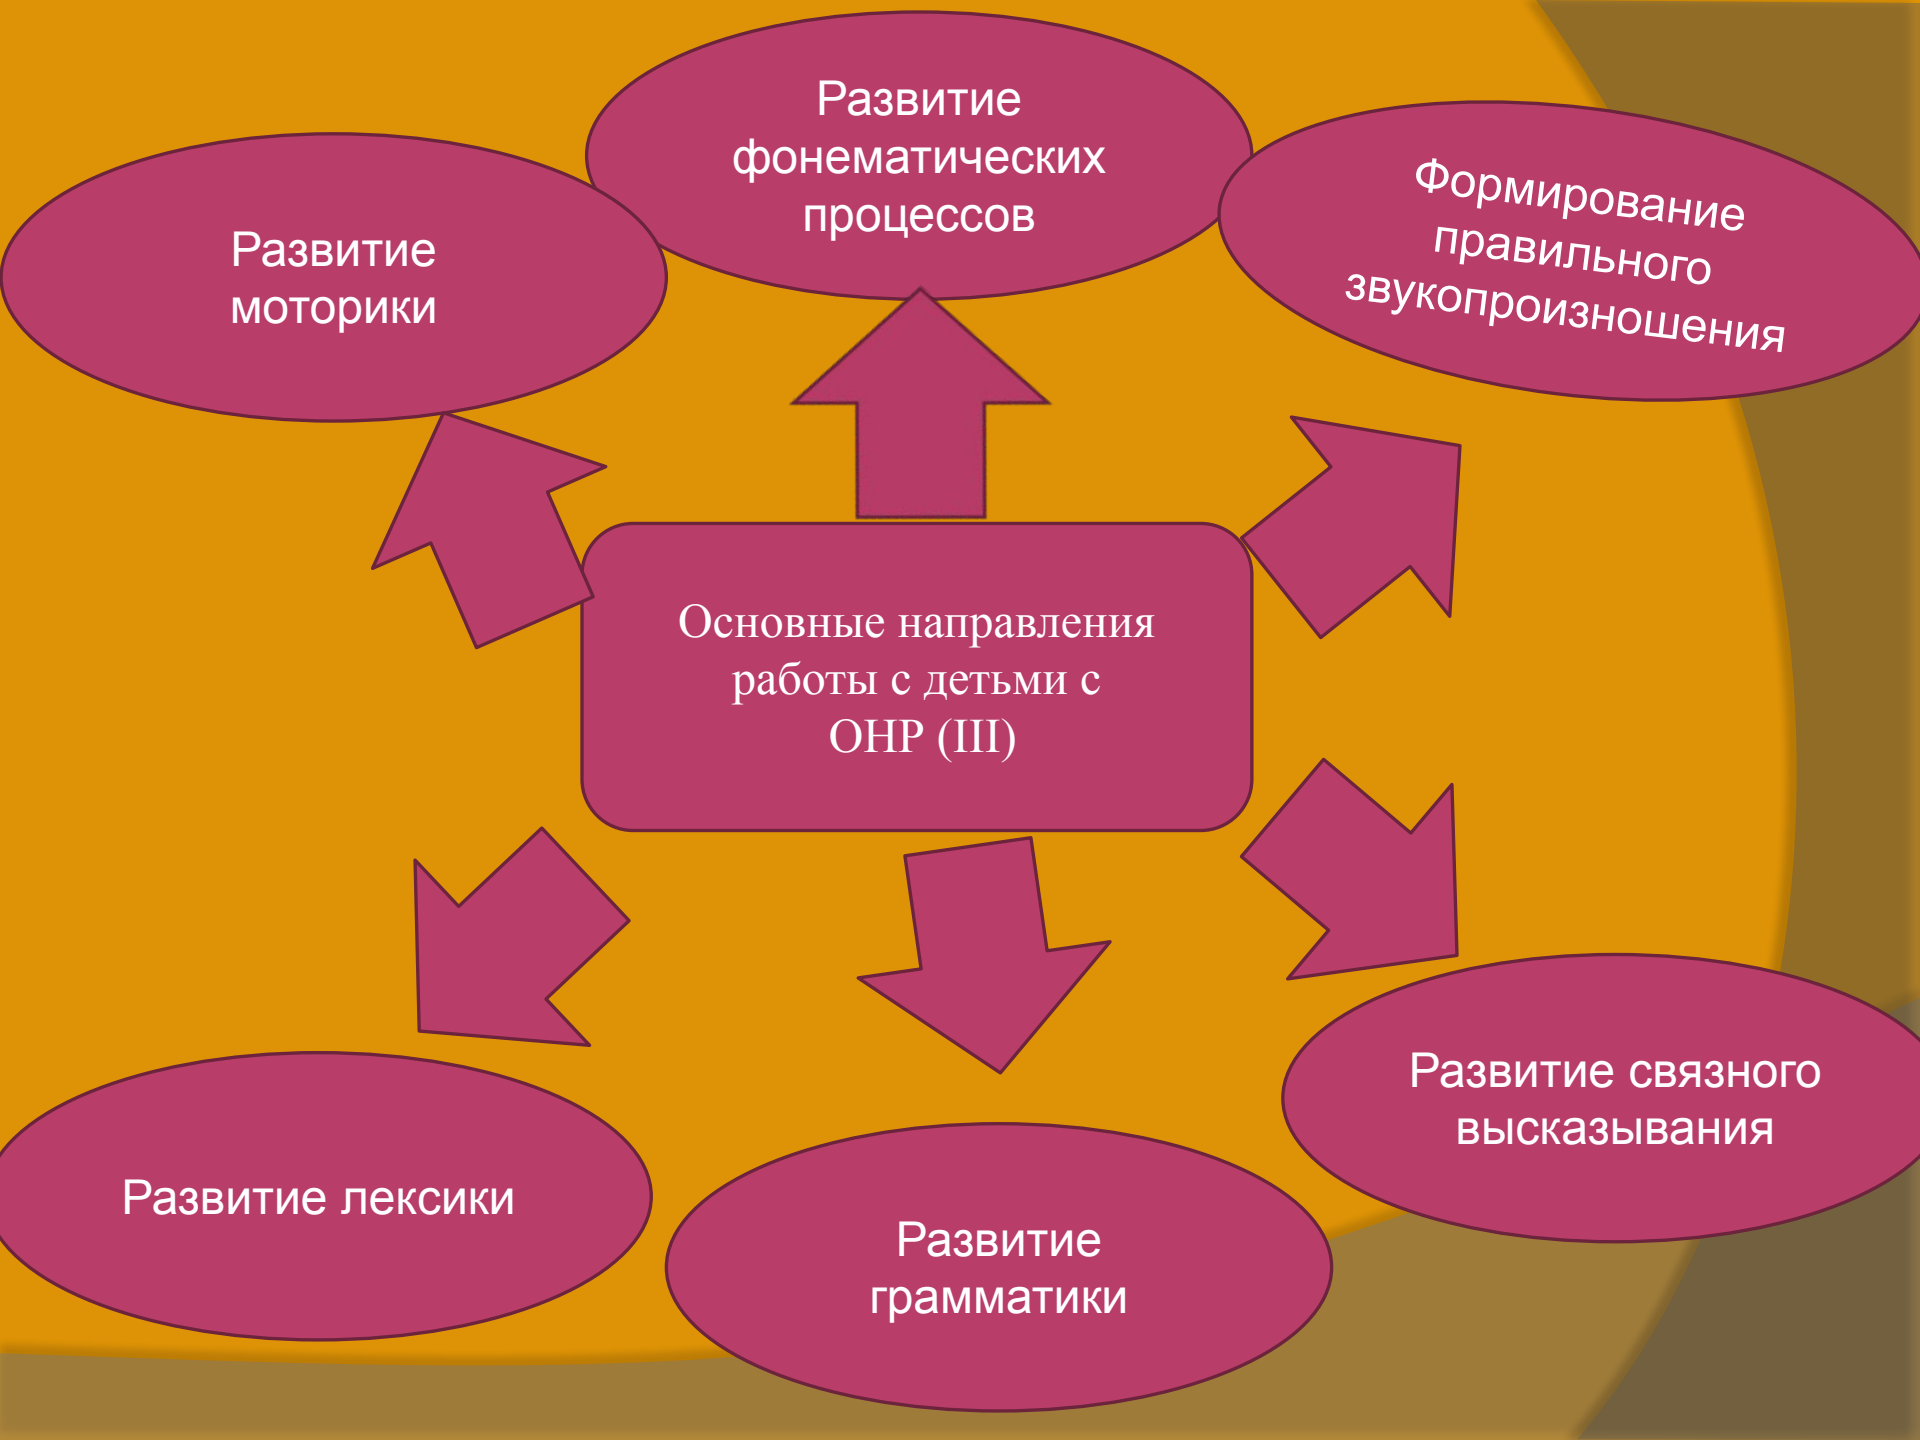 Развитие
фонематических
процессов
Развитие
моторики
Формирование
правильного
звукопроизношения
Основные направления
работы с детьми с
ОНР (III)
Развитие лексики
Развитие
грамматики
Развитие связного
высказывания